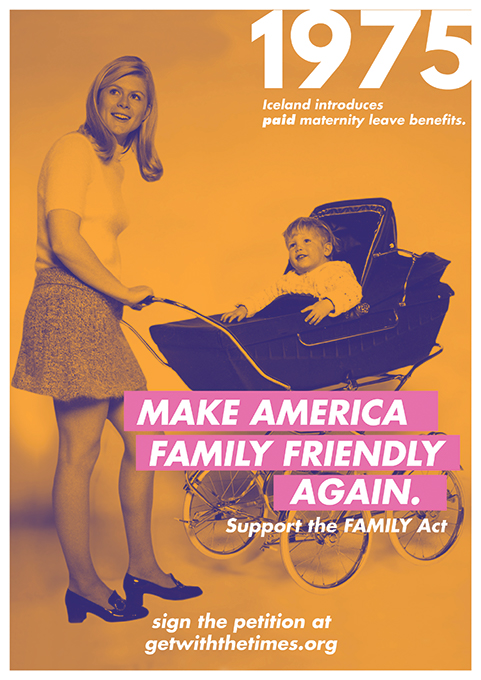 1975
Iceland introduces
paid maternity leave benefits.
MAKE AMERICA
FAMILY FRIENDLY
AGAIN.
Support the FAMILY Act
sign the petition at
getwiththetimes.org